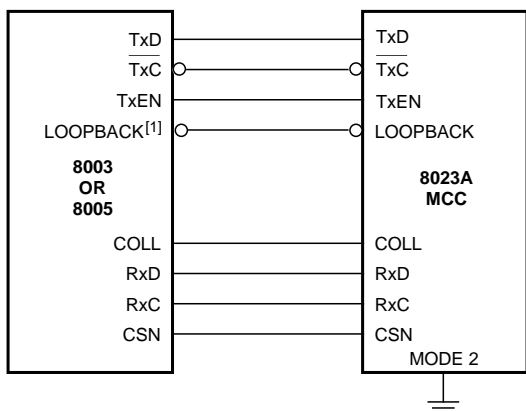 TxD TxD
TxC TxC
TxEN TxEN
LOOPBACK[1] LOOPBACK
8003
OR
8005
8023A
MCC
COLL COLL
RxD RxD
RxC RxC
CSN CSN
MODE 2